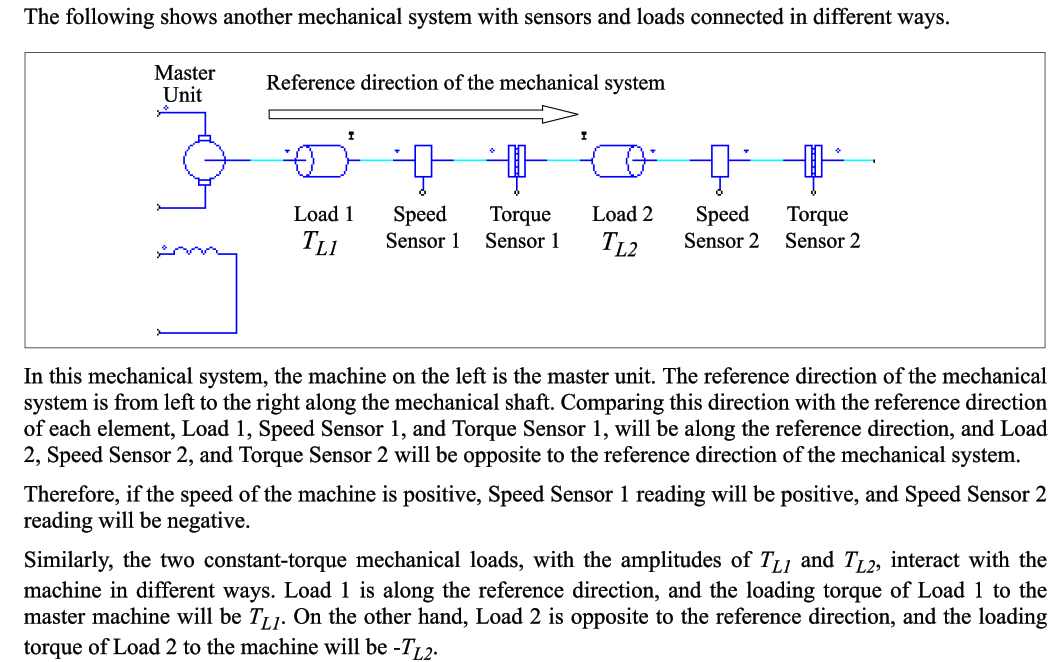 The following shows another mechanical system with sensors and loads connected in different ways.
Master
Unit
Reference direction of the mechanical system
Load 1
T_L1
Speed
Sensor 1
Torque
Sensor 1
Load 2
T_L2
Speed
Sensor 2
Torque
Sensor 2
In this mechanical system, the machine on the left is the master unit. The reference direction of the mechanical
system is from left to the right along the mechanical shaft. Comparing this direction with the reference direction
of each element, Load 1, Speed Sensor 1, and Torque Sensor 1, will be along the reference direction, and Load
2, Speed Sensor 2, and Torque Sensor 2 will be opposite to the reference direction of the mechanical system.
Therefore, if the speed of the machine is positive, Speed Sensor 1 reading will be positive, and Speed Sensor 2
reading will be negative.
Similarly, the two constant-torque mechanical loads, with the amplitudes of T_L1 and T_L2, interact with the
machine in different ways. Load 1 is along the reference direction, and the loading torque of Load 1 to the
master machine will be T_L1. On the other hand, Load 2 is opposite to the reference direction, and the loading
torque of Load 2 to the machine will be -T_L2.